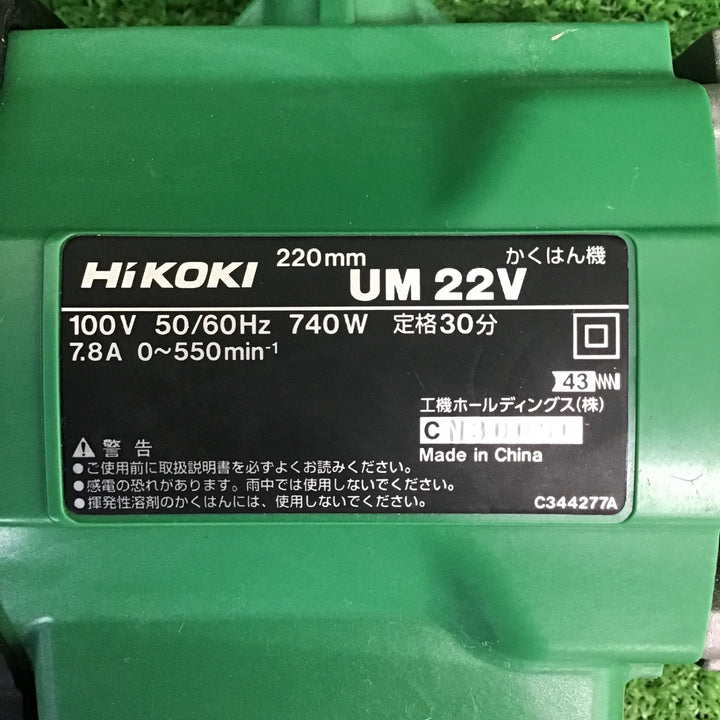 HiKOKI 220mm UM 22V かくはん機
100V 50/60Hz 740W 定格30分
7.8A 0~550min⁻¹
43
工機ホールディングス(株)
C
Made in China
警告
●ご使用前に取扱説明書を必ずよくお読みください。
●感電の恐れがあります。雨中では使用しないでください。
●揮発性溶剤のかくはんには、使用しないでください。
C344277A